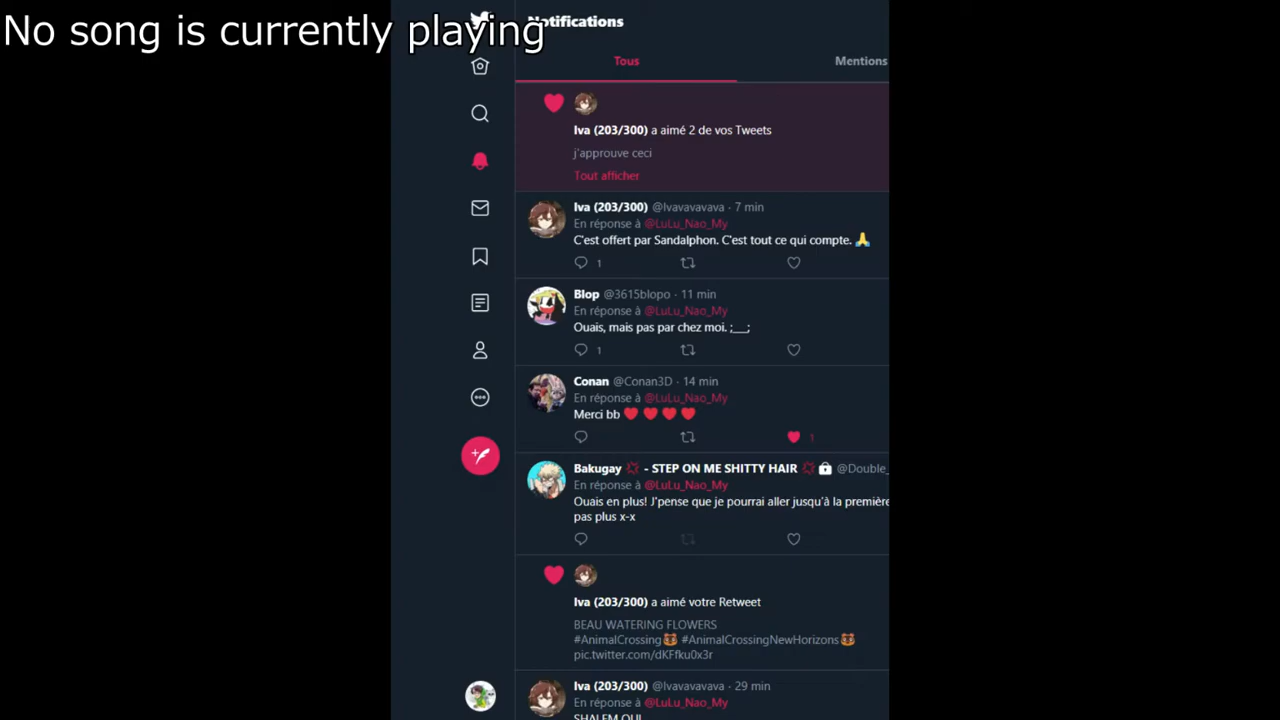 No song is currently playing
Notifications
Tous
Mentions
Iva (203/300) a aimé 2 de vos Tweets
j'approuve ceci
Tout afficher
Iva (203/300) @Ivavavavava · 7 min
En réponse à @LuLu_Nao_My
C'est offert par Sandalphon. C'est tout ce qui compte. 🙏
1
Blop @3615blopo · 11 min
En réponse à @LuLu_Nao_My
Ouais, mais pas par chez moi. ;___;
1
Conan @Conan3D · 14 min
En réponse à @LuLu_Nao_My
Merci bb ❤️ ❤️ ❤️ ❤️
1
Bakugay 💢 - STEP ON ME SHITTY HAIR 💢 🔒 @Double_
En réponse à @LuLu_Nao_My
Ouais en plus! J'pense que je pourrai aller jusqu'à la première
pas plus x-x
Iva (203/300) a aimé votre Retweet
BEAU WATERING FLOWERS
#AnimalCrossing #AnimalCrossingNewHorizons
pic.twitter.com/dKFfku0x3r
Iva (203/300) @Ivavavavava · 29 min
En réponse à @LuLu_Nao_My
SHALEM OUI